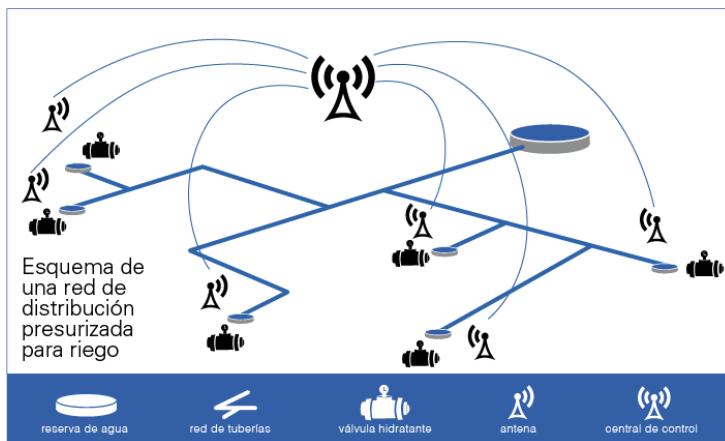 Esquema de
una red de
distribución
presurizada
para riego
reserva de agua
red de tuberías
válvula hidratante
antena
central de control